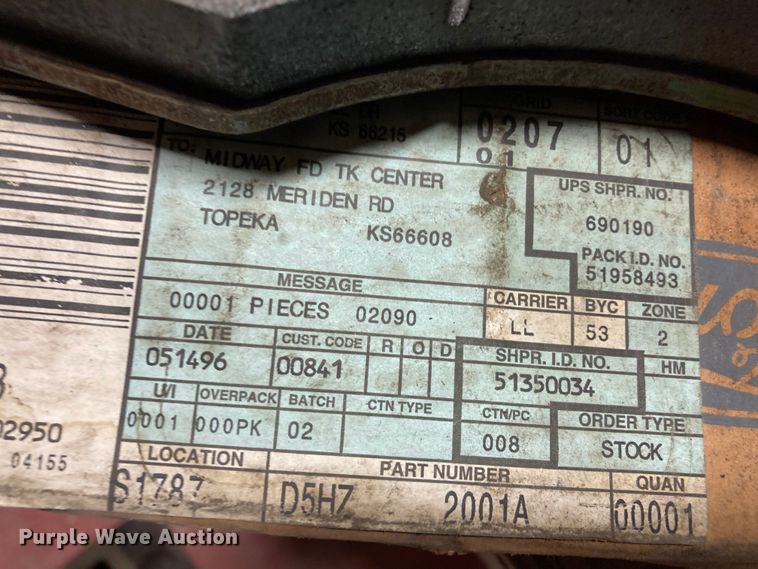 KS 66215
GRID
0207
01
01
TO: MIDWAY FD TK CENTER
2128 MERIDEN RD
TOPEKA KS66608
UPS SHPR. NO.
690190
PACK I.D. NO.
51958493
MESSAGE
00001 PIECES 02090
CARRIER BYC ZONE
LL 53 2
DATE CUST. CODE R O D SHPR. I.D. NO. HM
051496 00841 51350034
U/I OVERPACK BATCH CTN TYPE CTN/PC ORDER TYPE
0001 000PK 02 008 STOCK
02950
04155
LOCATION PART NUMBER QUAN
S1787 D5HZ 2001A 00001
Purple Wave Auction